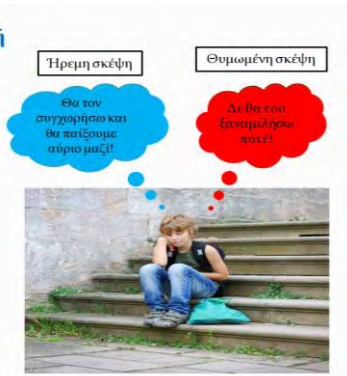 ή
Ήρεμη σκέψη
Θυμωμένη σκέψη
Θα τον
συγχωρήσω και
θα παίξουμε
αύριο μαζί!
Δε θα του
ξαναμιλήσω
ποτέ!